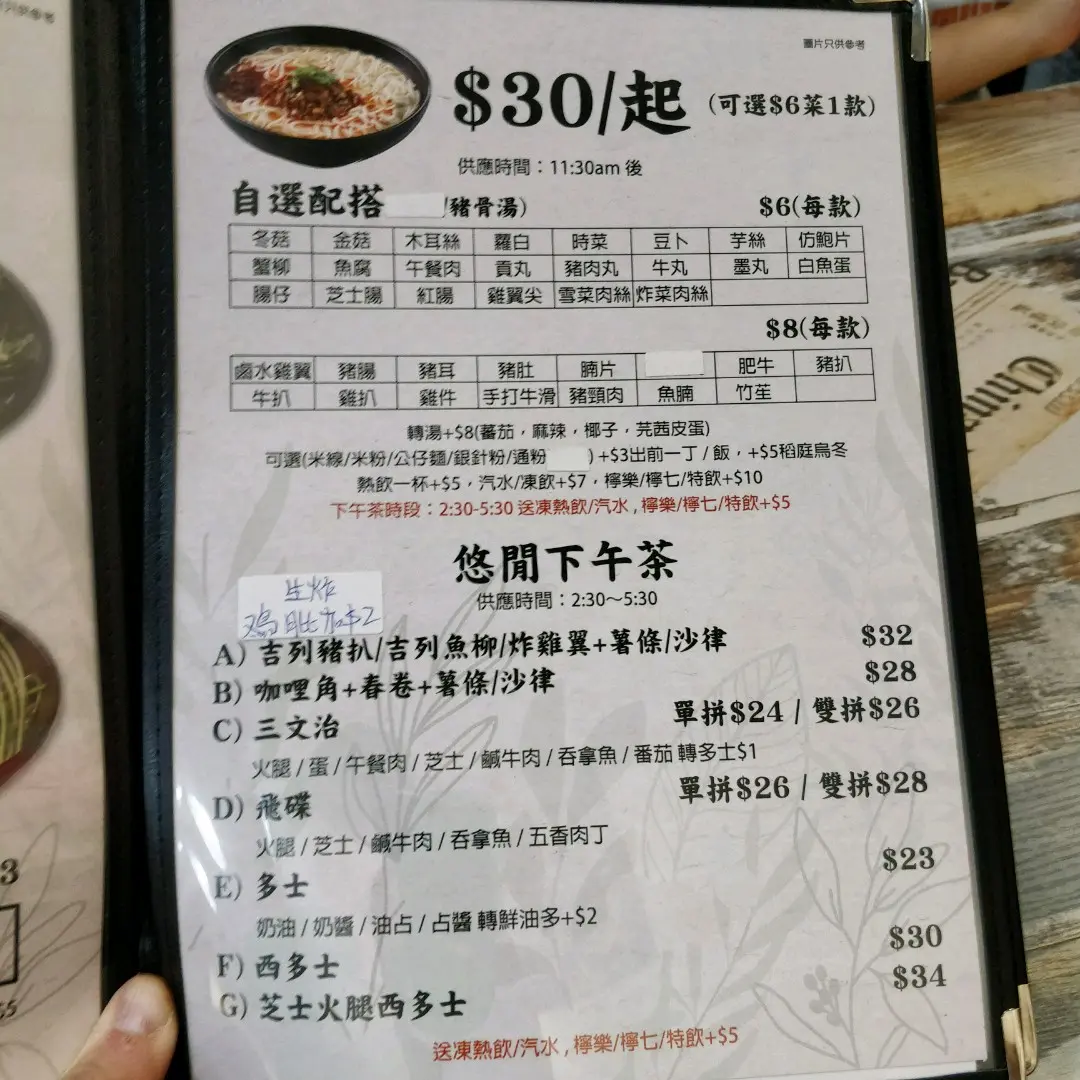 圖片只供參考
$30/起 (可選$6菜1款)
供應時間：11:30am 後
自選配搭 /豬骨湯) $6(每款)
冬菇 金菇 木耳絲 蘿白 時菜 豆卜 芋絲 仿鮑片
蟹柳 魚腐 午餐肉 貢丸 豬肉丸 牛丸 墨丸 白魚蛋
腸仔 芝士腸 紅腸 雞翼尖 雪菜肉絲 炸菜肉絲
$8(每款)
鹵水雞翼 豬腸 豬耳 豬肚 腩片 肥牛 豬扒
牛扒 雞扒 雞件 手打牛滑 豬頸肉 魚腩 竹笙
轉湯+$8(蕃茄，麻辣，椰子，芫茜皮蛋)
可選(米線/米粉/公仔麵/銀針粉/通粉 ) +$3出前一丁 / 飯，+$5稻庭烏冬
熱飲一杯+$5，汽水/凍飲+$7，檸樂/檸七/特飲+$10
下午茶時段：2:30-5:30 送凍熱飲/汽水 , 檸樂/檸七/特飲+$5
悠閒下午茶
供應時間：2:30～5:30
生炸
鸡肶加$2
A) 吉列豬扒/吉列魚柳/炸雞翼+薯條/沙律 $32
B) 咖哩角+春卷+薯條/沙律 $28
C) 三文治 單拼$24 / 雙拼$26
火腿 / 蛋 / 午餐肉 / 芝士 / 鹹牛肉 / 吞拿魚 / 番茄 轉多士$1
D) 飛碟 單拼$26 / 雙拼$28
火腿 / 芝士 / 鹹牛肉 / 吞拿魚 / 五香肉丁
E) 多士 $23
奶油 / 奶醬 / 油占 / 占醬 轉鮮油多+$2
F) 西多士 $30
G) 芝士火腿西多士 $34
送凍熱飲/汽水 , 檸樂/檸七/特飲+$5